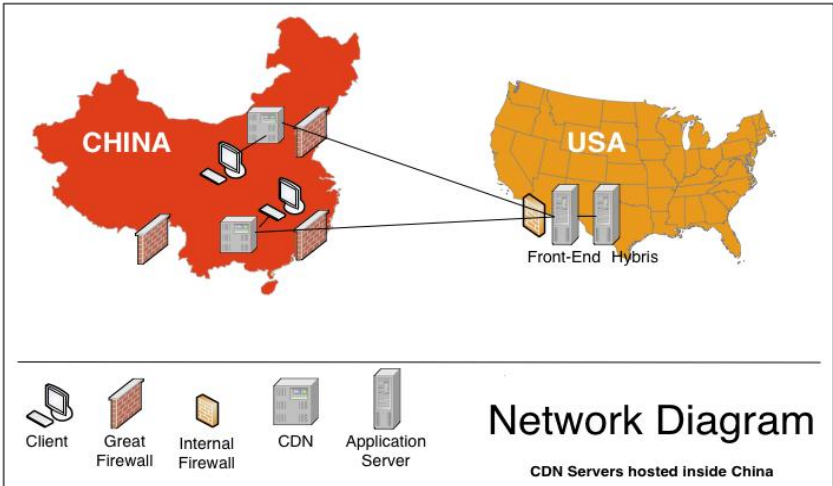 CHINA
USA
Front-End Hybris
Client
Great
Firewall
Internal
Firewall
CDN
Application
Server
Network Diagram
CDN Servers hosted inside China